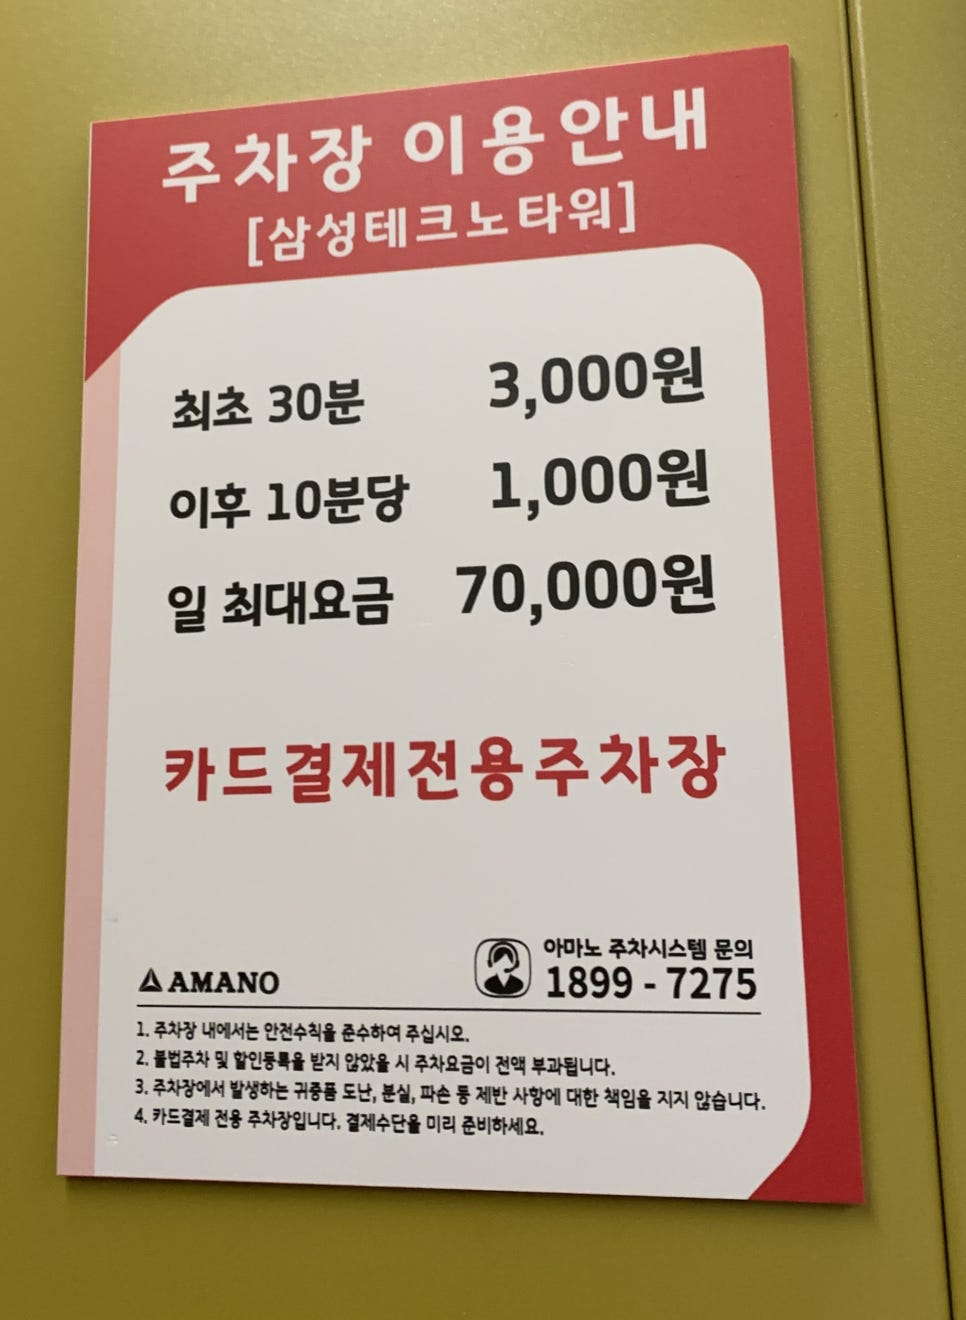 주차장 이용안내
[삼성테크노타워]
최초 30분 3,000원
이후 10분당 1,000원
일 최대요금 70,000원
카드결제전용주차장
AMANO
아마노 주차시스템 문의
1899 - 7275
1. 주차장 내에서는 안전수칙을 준수하여 주십시오.
2. 불법주차 및 할인등록을 받지 않았을 시 주차요금이 전액 부과됩니다.
3. 주차장에서 발생하는 귀중품 도난, 분실, 파손 등 제반 사항에 대한 책임을 지지 않습니다.
4. 카드결제 전용 주차장입니다. 결제수단을 미리 준비하세요.